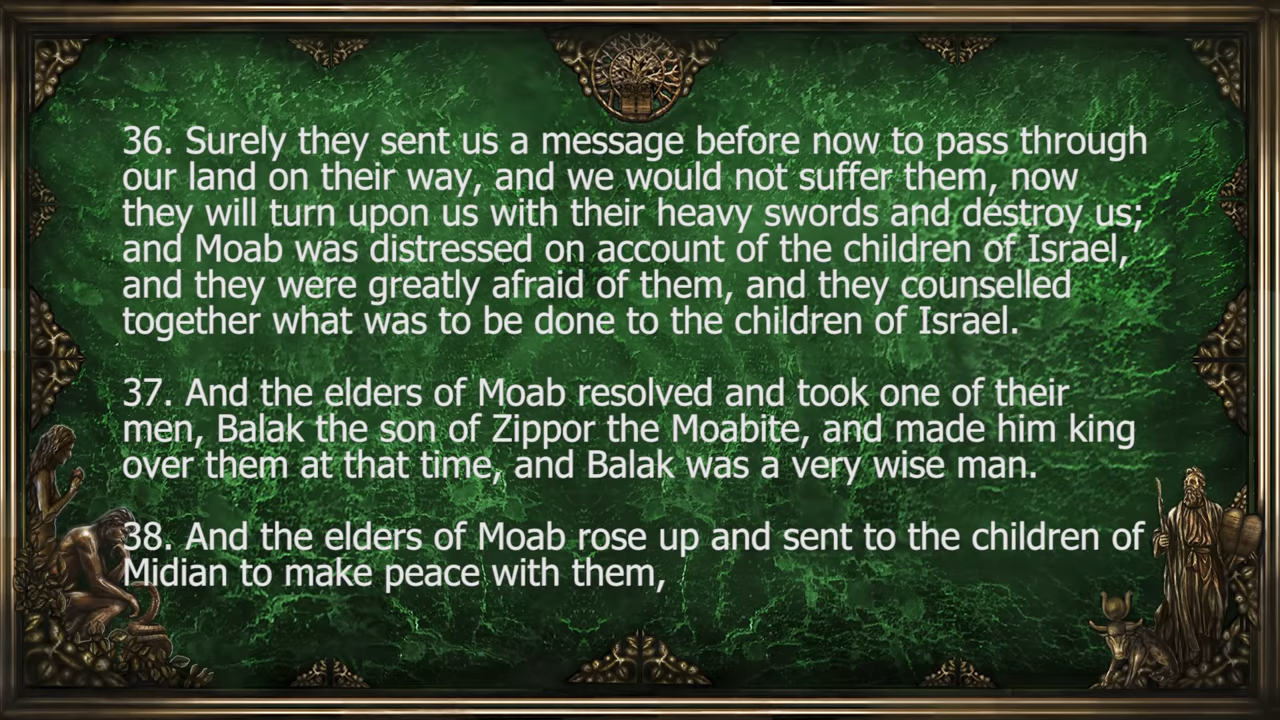 36. Surely they sent us a message before now to pass through
our land on their way, and we would not suffer them, now
they will turn upon us with their heavy swords and destroy us;
and Moab was distressed on account of the children of Israel,
and they were greatly afraid of them, and they counselled
together what was to be done to the children of Israel.
37. And the elders of Moab resolved and took one of their
men, Balak the son of Zippor the Moabite, and made him king
over them at that time, and Balak was a very wise man.
38. And the elders of Moab rose up and sent to the children of
Midian to make peace with them,